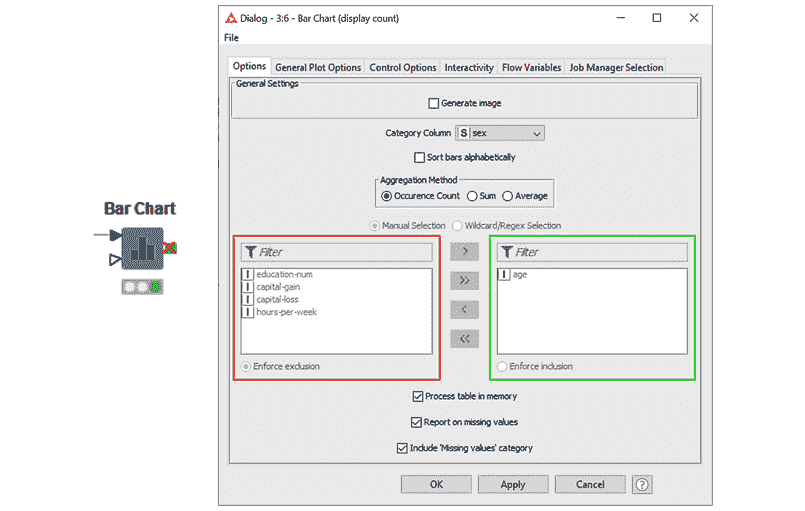 Dialog - 3:6 - Bar Chart (display count)
File
Options General Plot Options Control Options Interactivity Flow Variables Job Manager Selection
General Settings
Generate image
Category Column S sex
Sort bars alphabetically
Aggregation Method
Occurence Count Sum Average
Bar Chart
Manual Selection Wildcard/Regex Selection
Filter > Filter
I education-num >> I age
I capital-gain
I capital-loss <
I hours-per-week
<<
S
Enforce exclusion Enforce inclusion
Process table in memory
Report on missing values
Include 'Missing values' category
OK Apply Cancel ?